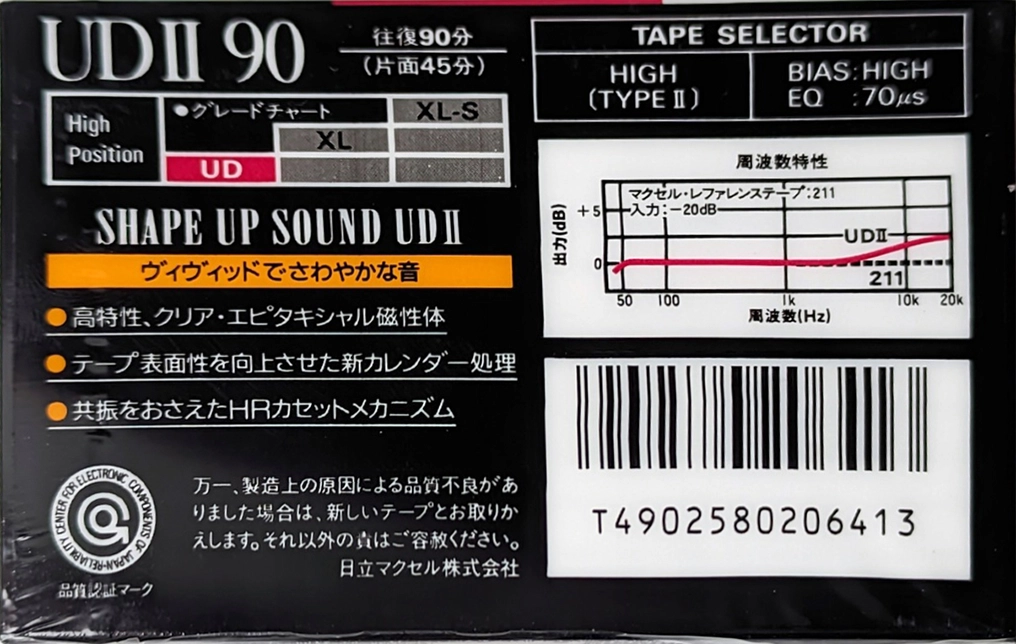 UDⅡ 90
往復90分
(片面45分)
High
Position
●グレードチャート
XL-S
XL
UD
SHAPE UP SOUND UDⅡ
ヴィヴィッドでさわやかな音
●高特性、クリア・エピタキシャル磁性体
●テープ表面性を向上させた新カレンダー処理
●共振をおさえたHRカセットメカニズム
RELIABILITY CENTER FOR ELECTRONIC COMPONENTS OF JAPAN
品質認証マーク
万一、製造上の原因による品質不良があ
りました場合は、新しいテープとお取りか
えします。それ以外の責はご容赦ください。
日立マクセル株式会社
TAPE SELECTOR
HIGH
(TYPEⅡ)
BIAS:HIGH
EQ :70μs
周波数特性
マクセル・レファレンステープ:211
入力:-20dB
出力(dB)
+5
0
UDⅡ
211
50 100 1k 10k 20k
周波数(Hz)
T4902580206413